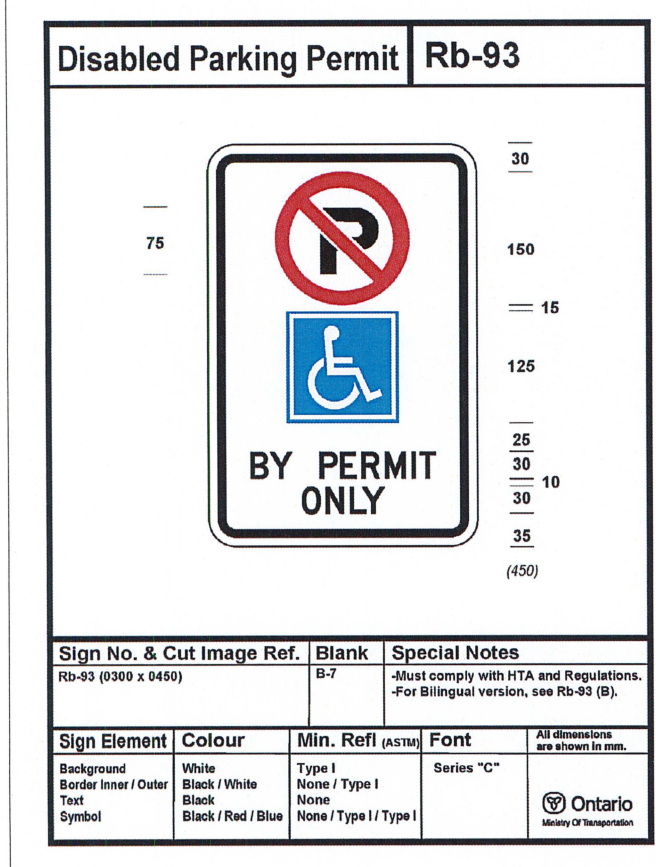 Disabled Parking Permit
Rb-93
30
75
150
P
15
125
25
BY PERMIT
30
ONLY
10
30
35
(450)
Sign No. & Cut Image Ref.
Blank
Special Notes
Rb-93 (0300 x 0450)
B-7
-Must comply with HTA and Regulations.
-For Bilingual version, see Rb-93 (B).
Sign Element
Colour
Min. Refl (ASTM)
Font
All dimensions
are shown in mm.
Background
White
Type I
Series "C"
Border Inner / Outer
Black / White
None / Type I
Text
Black
None
Symbol
Black / Red / Blue
None / Type I / Type I
Ontario
Ministry Of Transportation